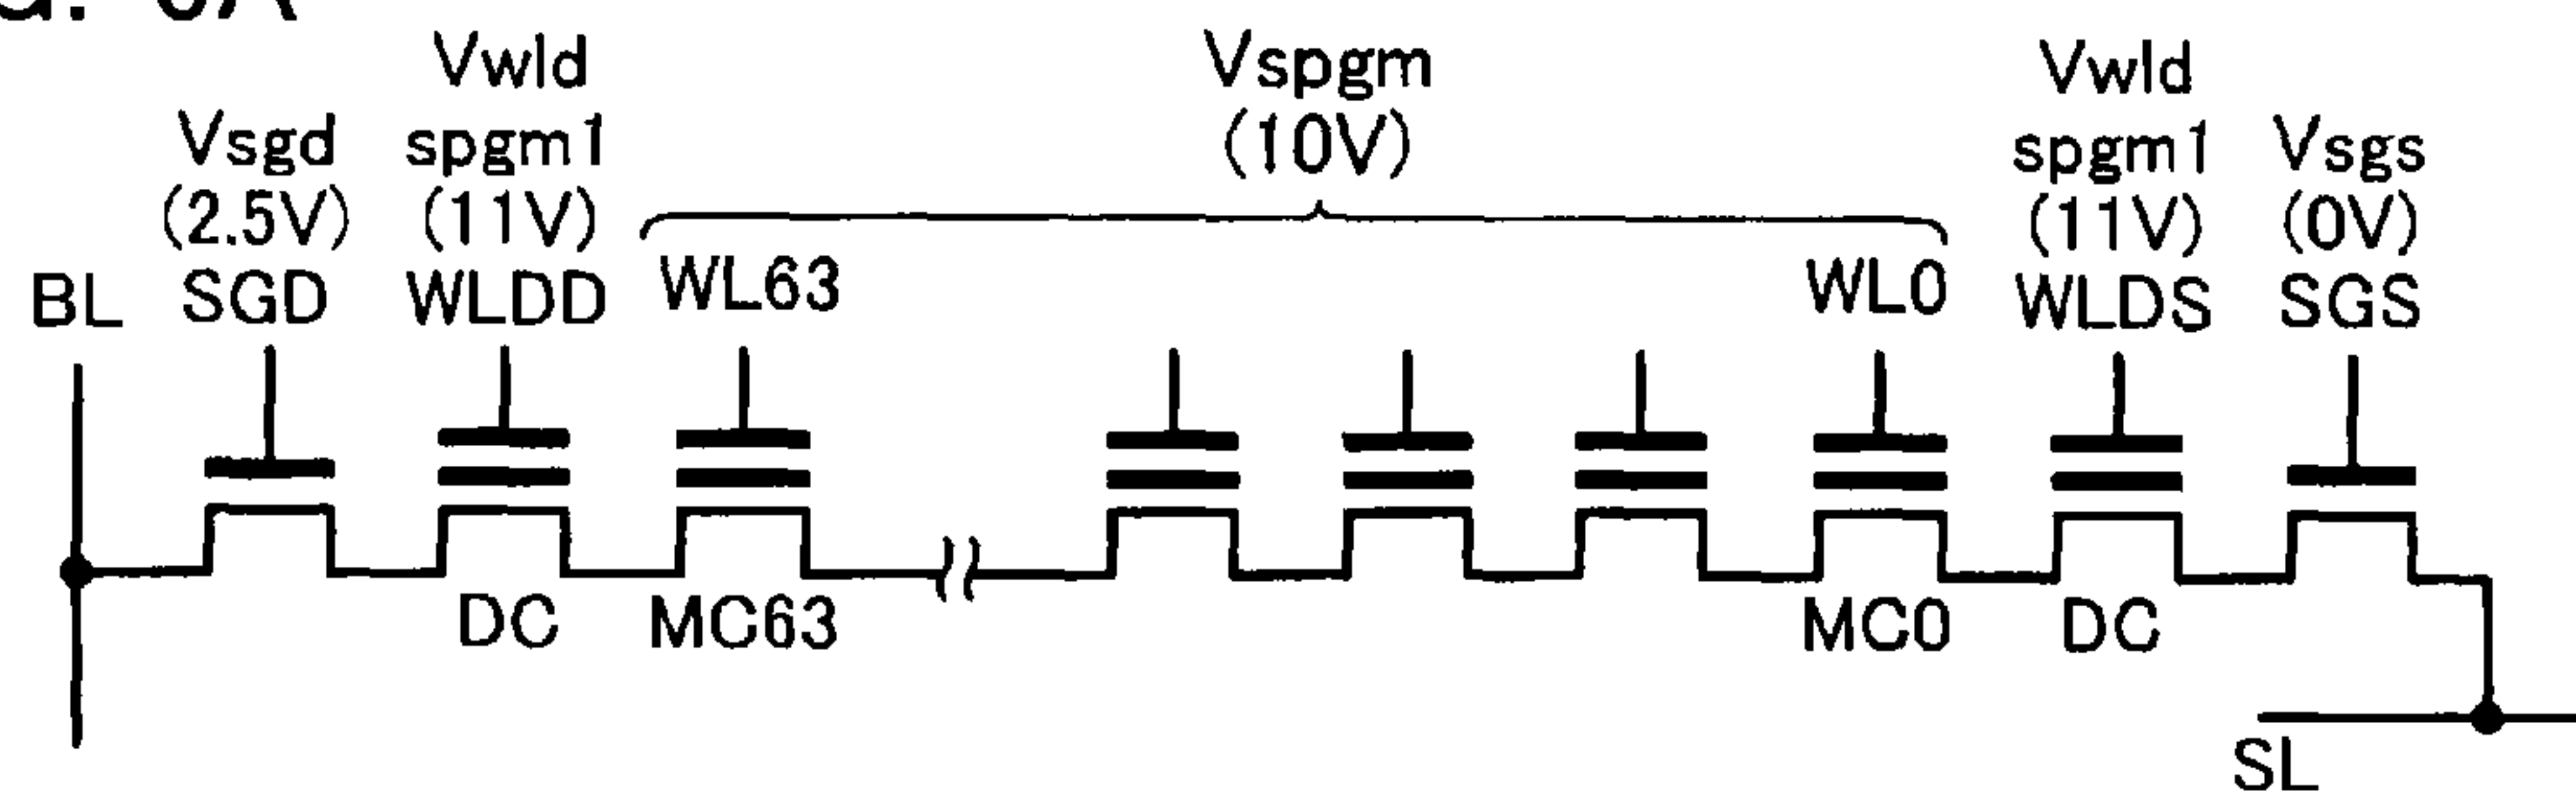 Vwld Vspgm Vwld
Vsgd spgm1 (10V) spgm1 Vsgs
(2.5V) (11V) (11V) (0V)
BL SGD WLDD WL63 WL0 WLDS SGS
DC MC63 MC0 DC
SL